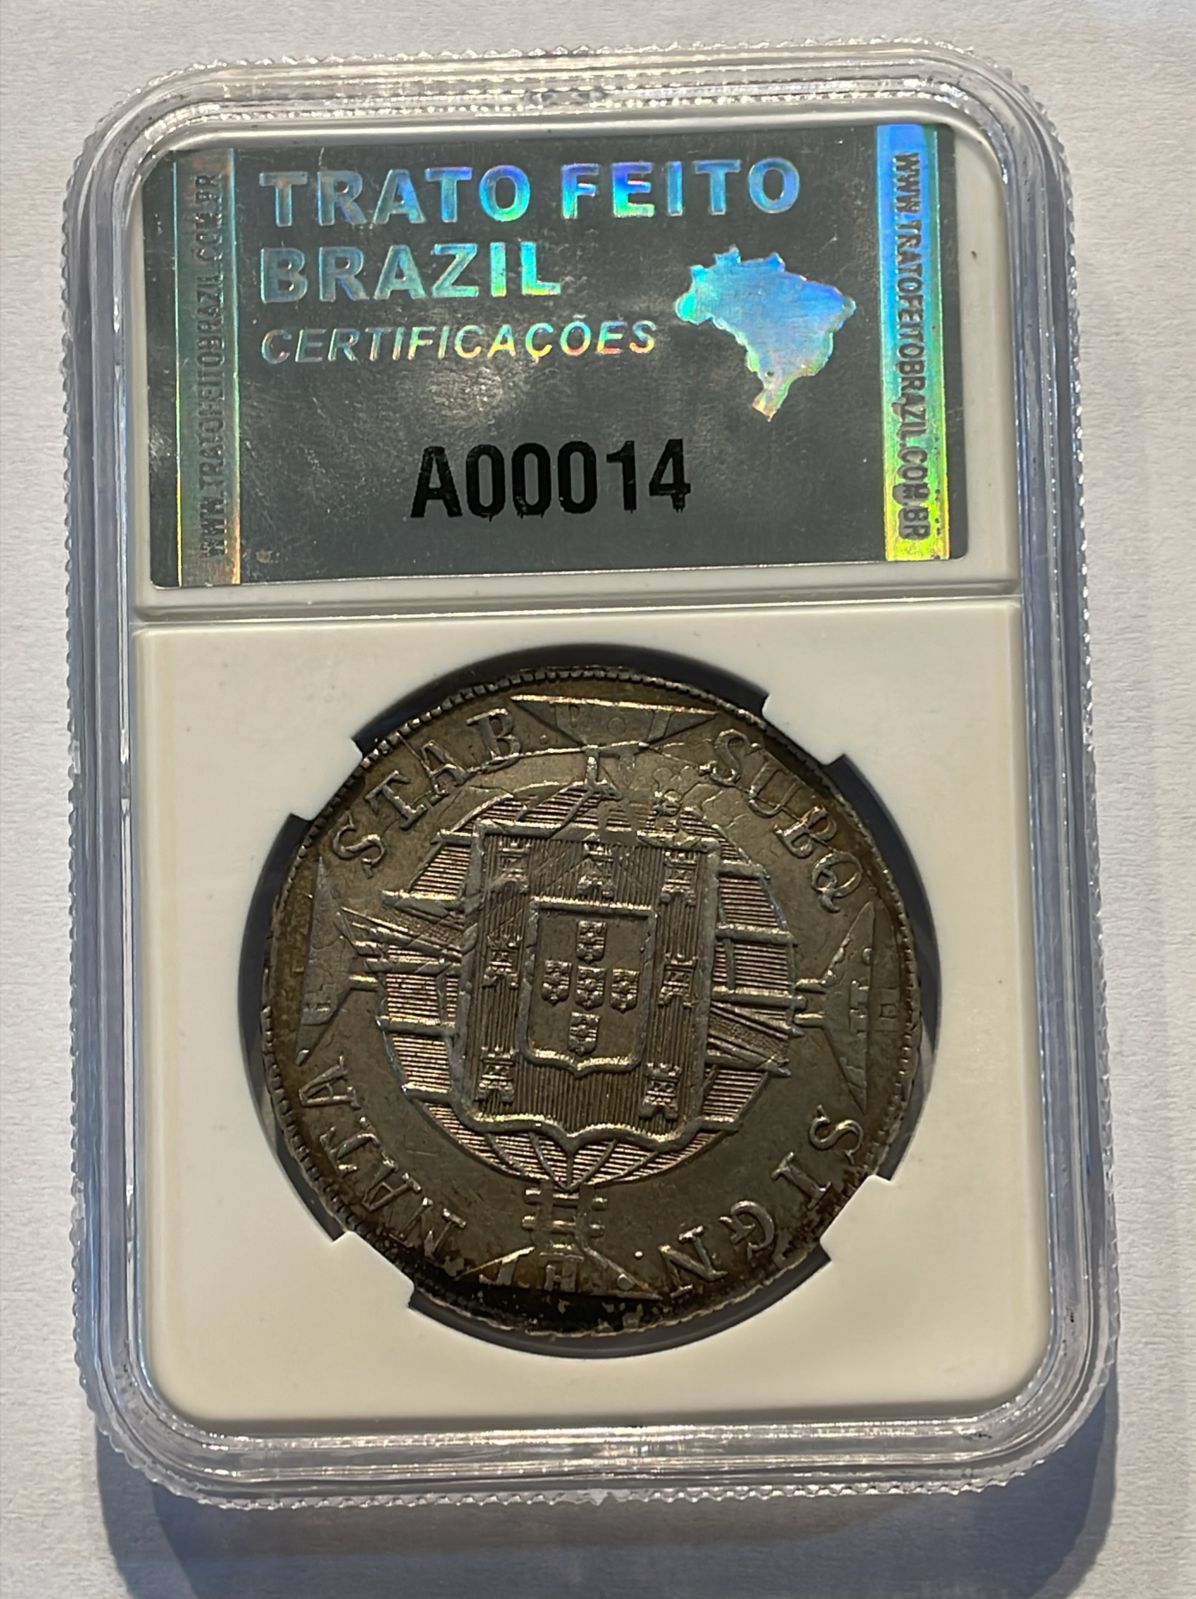 TRATO FEITO
BRAZIL
CERTIFICAÇÕES
A00014
WWW.TRATOFEITOBRAZIL.COM.BR
WWW.TRATOFEITOBRAZIL.COM.BR
STAB. SUBQ. SIGN. NATA.